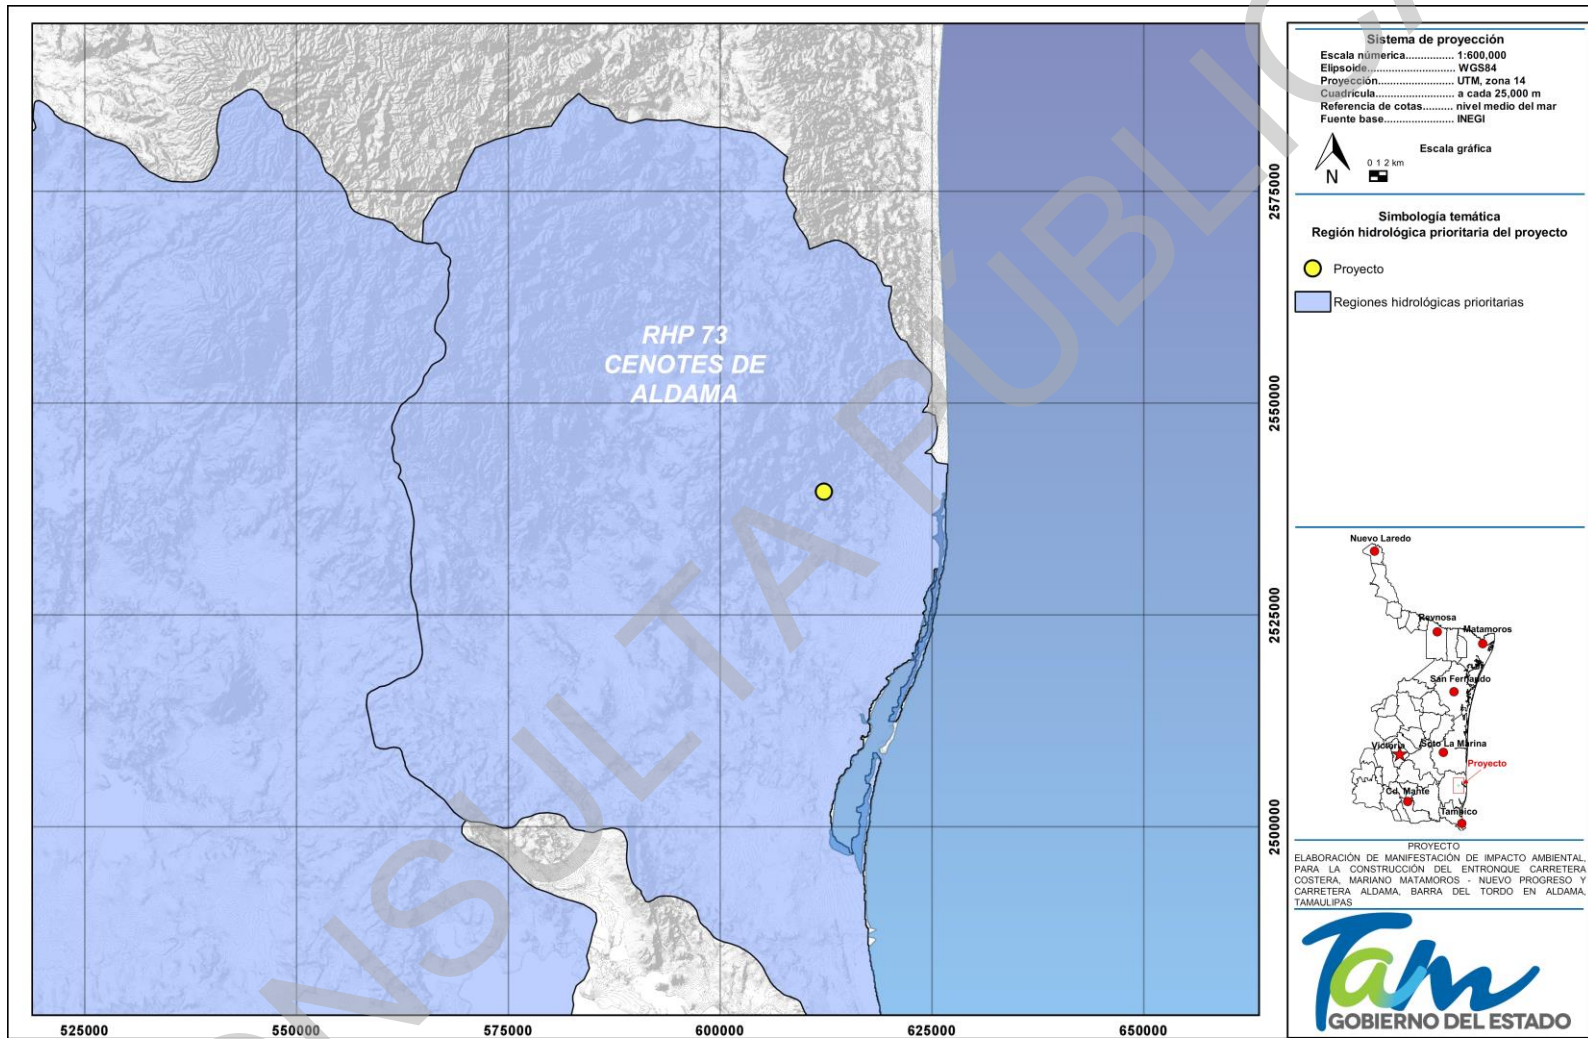 Sistema de proyección
Escala númerica................ 1:600,000
Elipsoide........................... WGS84
Proyección....................... UTM, zona 14
Cuadrícula........................ a cada 25,000 m
Referencia de cotas.......... nivel medio del mar
Fuente base...................... INEGI
Escala gráfica
0 1 2 km
N
Simbología temática
Región hidrológica prioritaria del proyecto
Proyecto
Regiones hidrológicas prioritarias
RHP 73
CENOTES DE
ALDAMA
2575000
2550000
2525000
2500000
525000
550000
575000
600000
625000
650000
Nuevo Laredo
Reynosa
Matamoros
San Fernando
Victoria
Soto La Marina
Proyecto
Cd. Mante
Tampico
PROYECTO
ELABORACIÓN DE MANIFESTACIÓN DE IMPACTO AMBIENTAL,
PARA LA CONSTRUCCIÓN DEL ENTRONQUE CARRETERA
COSTERA, MARIANO MATAMOROS - NUEVO PROGRESO Y
CARRETERA ALDAMA, BARRA DEL TORDO EN ALDAMA,
TAMAULIPAS
Tam
GOBIERNO DEL ESTADO
ONSULTA PÚBLICA